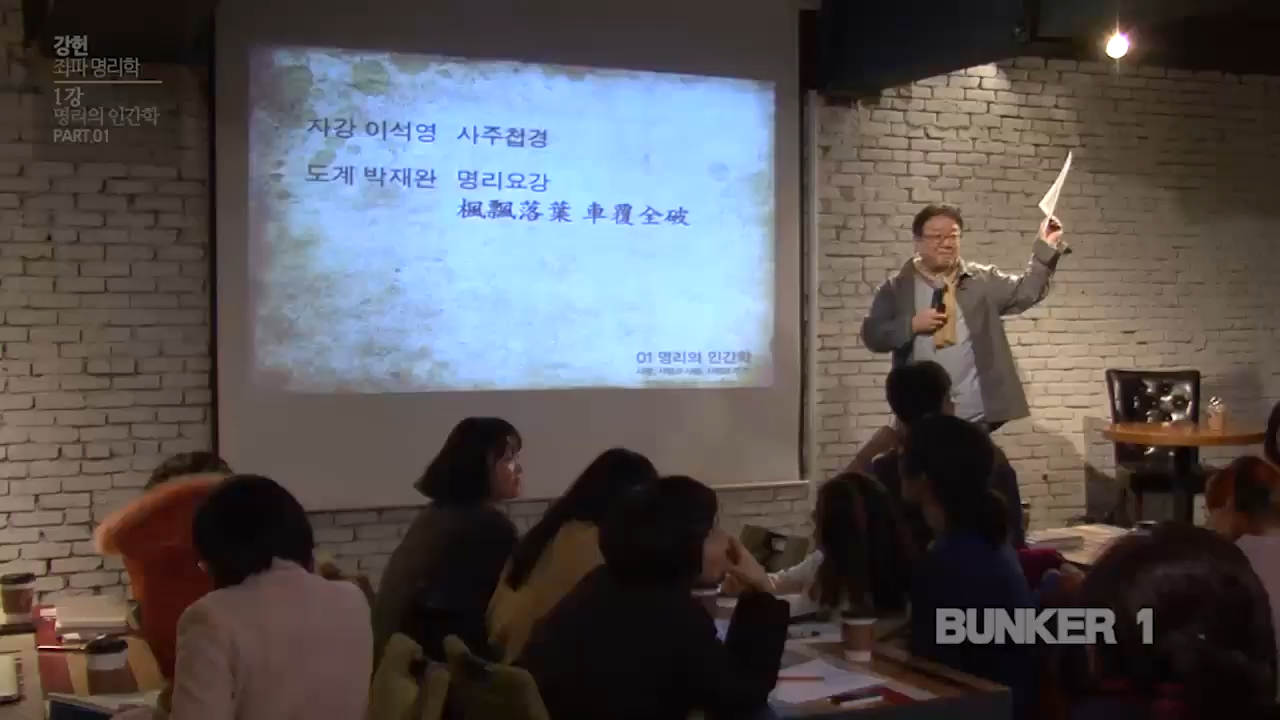 강헌
좌파 명리학
1강
명리의 인간학
PART.01
자강 이석영 사주첩경
도계 박재완 명리요강
楓飄落葉 車覆全破
01 명리의 인간학
BUNKER 1